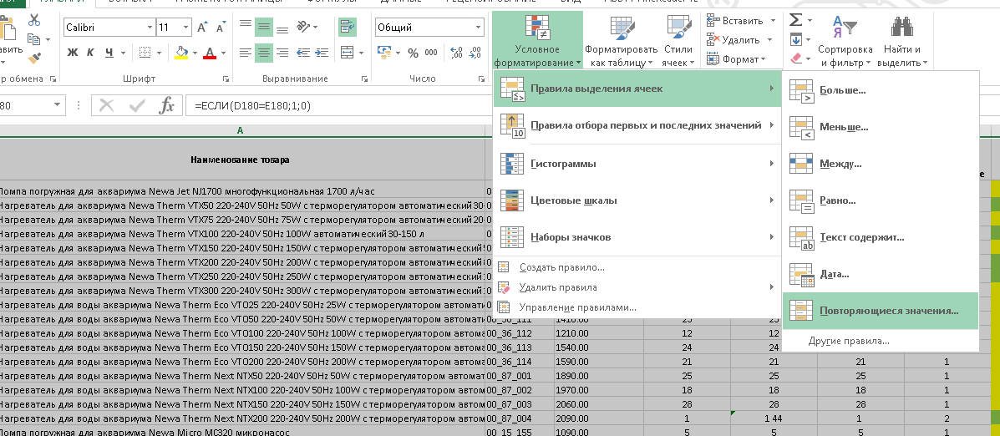 Calibri 11 Общий
Ж К Ч
% 000
Шрифт Выравнивание Число
Условное форматирование
Форматировать как таблицу
Стили ячеек
Вставить
Удалить
Формат
Сортировка и фильтр
Найти и выделить
Правила выделения ячеек
Правила отбора первых и последних значений
Гистограммы
Цветовые шкалы
Наборы значков
Создать правило...
Удалить правила
Управление правилами...
Больше...
Меньше...
Между...
Равно...
Текст содержит...
Дата...
Повторяющиеся значения...
Другие правила...
=ЕСЛИ(D180=E180;1;0)
A
Наименование товара
Помпа погружная для аквариума Newa Jet NJ1700 многофункциональная 1700 л/час
Нагреватель для аквариума Newa Therm VTX50 220-240V 50Hz 50W с терморегулятором автоматический 30-
Нагреватель для аквариума Newa Therm VTX75 220-240V 50Hz 75W с терморегулятором автоматический 20-
Нагреватель для аквариума Newa Therm VTX100 220-240V 50Hz 100W автоматический 30-150 л
Нагреватель для аквариума Newa Therm VTX150 220-240V 50Hz 150W с терморегулятором автоматический
Нагреватель для аквариума Newa Therm VTX200 220-240V 50Hz 200W с терморегулятором автоматический
Нагреватель для аквариума Newa Therm VTX250 220-240V 50Hz 250W с терморегулятором автоматический
Нагреватель для аквариума Newa Therm VTX300 220-240V 50Hz 300W с терморегулятором автоматический
Нагреватель для воды аквариума Newa Therm Eco VTO25 220-240V 50Hz 25W с терморегулятором автома
Нагреватель для воды аквариума Newa Therm Eco VTO50 220-240V 50Hz 50W с терморегулятором автома 00_36_111 1410.00 25 25
Нагреватель для воды аквариума Newa Therm Eco VTO100 220-240V 50Hz 100W с терморегулятором автома 00_36_112 1210.00 12 12
Нагреватель для воды аквариума Newa Therm Eco VTO150 220-240V 50Hz 150W с терморегулятором автома 00_36_113 1540.00 24 24
Нагреватель для воды аквариума Newa Therm Eco VTO200 220-240V 50Hz 200W с терморегулятором автома 00_36_114 1590.00 21 21 21 1
Нагреватель для воды аквариума Newa Therm Next NTX50 220-240V 50Hz 50W с терморегулятором автомат 00_87_001 1890.00 25 25 25 1
Нагреватель для воды аквариума Newa Therm Next NTX100 220-240V 50Hz 100W с терморегулятором автома 00_87_002 1970.00 18 18 18 1
Нагреватель для воды аквариума Newa Therm Next NTX150 220-240V 50Hz 150W с терморегулятором автома 00_87_003 2060.00 28 28 28 1
Нагреватель для воды аквариума Newa Therm Next NTX200 220-240V 50Hz 200W с терморегулятором автома 00_87_004 2090.00 1 1 44 1 2
Помпа погружная для аквариума Newa Micro MC320 микронасос 00_15_155 1090.00 5 5 5 1